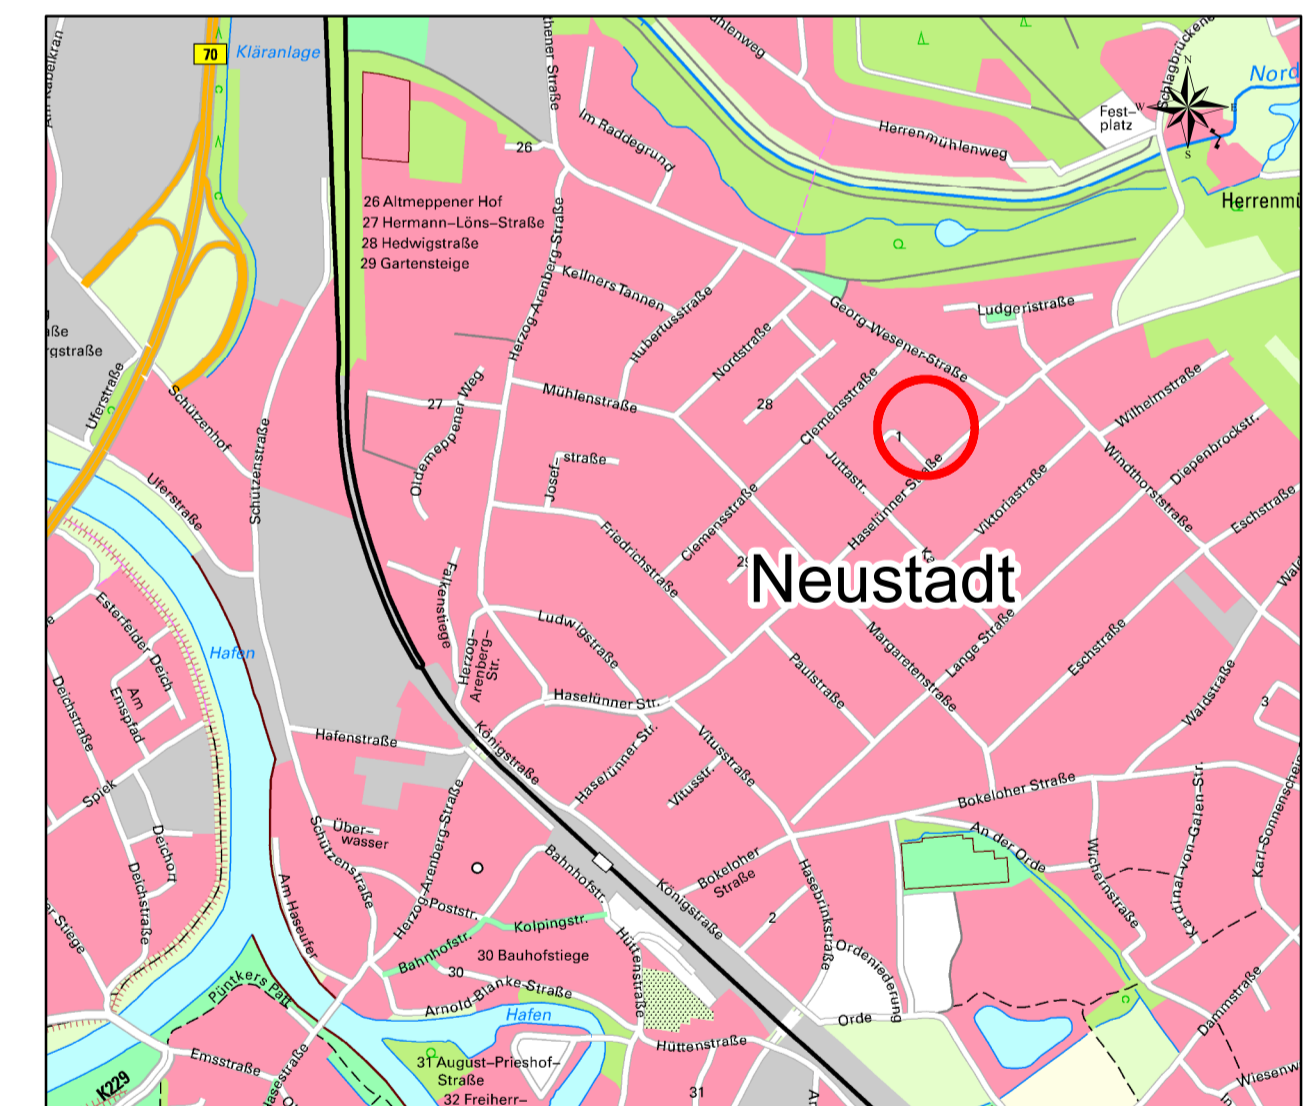 70
Kläranlage
Am Kabelkran
Im Raddegrund
26
Herrenmühlenweg
Fest-
platz
Nord
N
W
E
S
26 Altmeppener Hof
27 Hermann-Löns-Straße
28 Hedwigstraße
29 Gartensteige
Herzog-Arenberg-Straße
Kellners Tannen
Hubertusstraße
Nordstraße
Georg-Wesener-Straße
Ludgeristraße
Uferstraße
Schützenhof
Schützenstraße
Oldemeppener Weg
27
Mühlenstraße
28
Clemensstraße
1
Wilhelmstraße
Windthorststraße
Diepenbrockstr.
Eschstraße
Uferstraße
Josef-
straße
Juttastr.
Haselünner Straße
Viktoriastraße
Clemensstraße
Friedrichstraße
Neustadt
Esterfelder Deich
Hafen
Am
Emspfad
Deichstraße
Falkenstiege
Herzog-
Arenberg-
Str.
Ludwigstraße
Paulstraße
Margaretenstraße
Lange Straße
Eschstraße
Waldstraße
3
Haselünner Str.
Haselünner Str.
Vitusstraße
Vitusstr.
Königstraße
Hafenstraße
Spiek
Deichort
Deichstraße
Schützenstraße
Über-
wasser
Herzog-Arenberg-Straße
Bahnhofstr.
Bokeloher
Straße
Königstraße
Bokeloher Straße
An der Orde
Wichernstraße
Kardinal-von-Galen-Str.
2
Hasebrinkstraße
Am Haseufer
Poststr.
Kolpingstr.
Bahnhofstr.
30 Bauhofstiege
30
Hüttenstraße
Ordeniederung
Orde
Dammstraße
Püntkers Patt
Arnold-Blanke-Straße
Hafen
Hüttenstraße
Emsstraße
K229
31 August-Prieshof-
Straße
32 Freiherr-
31